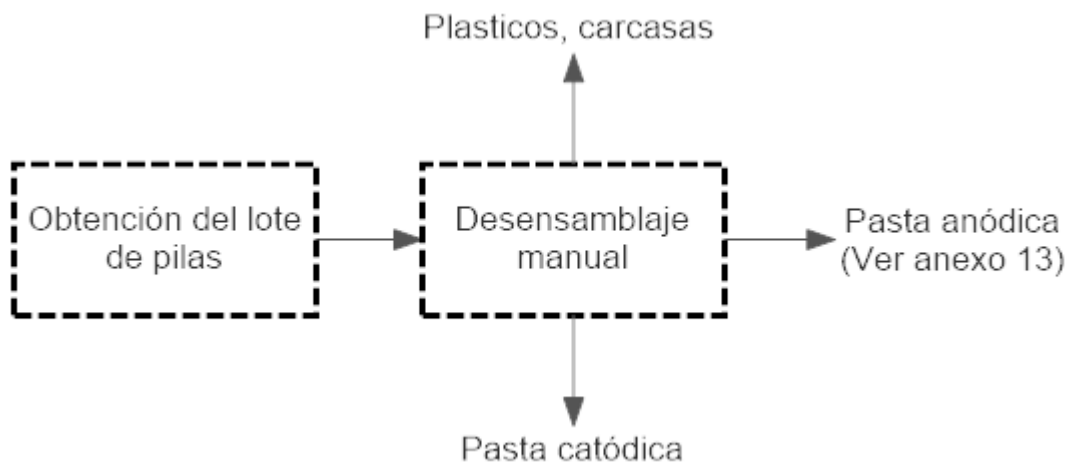 Plasticos, carcasas
Obtención del lote
de pilas
Desensamblaje
manual
Pasta anódica
(Ver anexo 13)
Pasta catódica